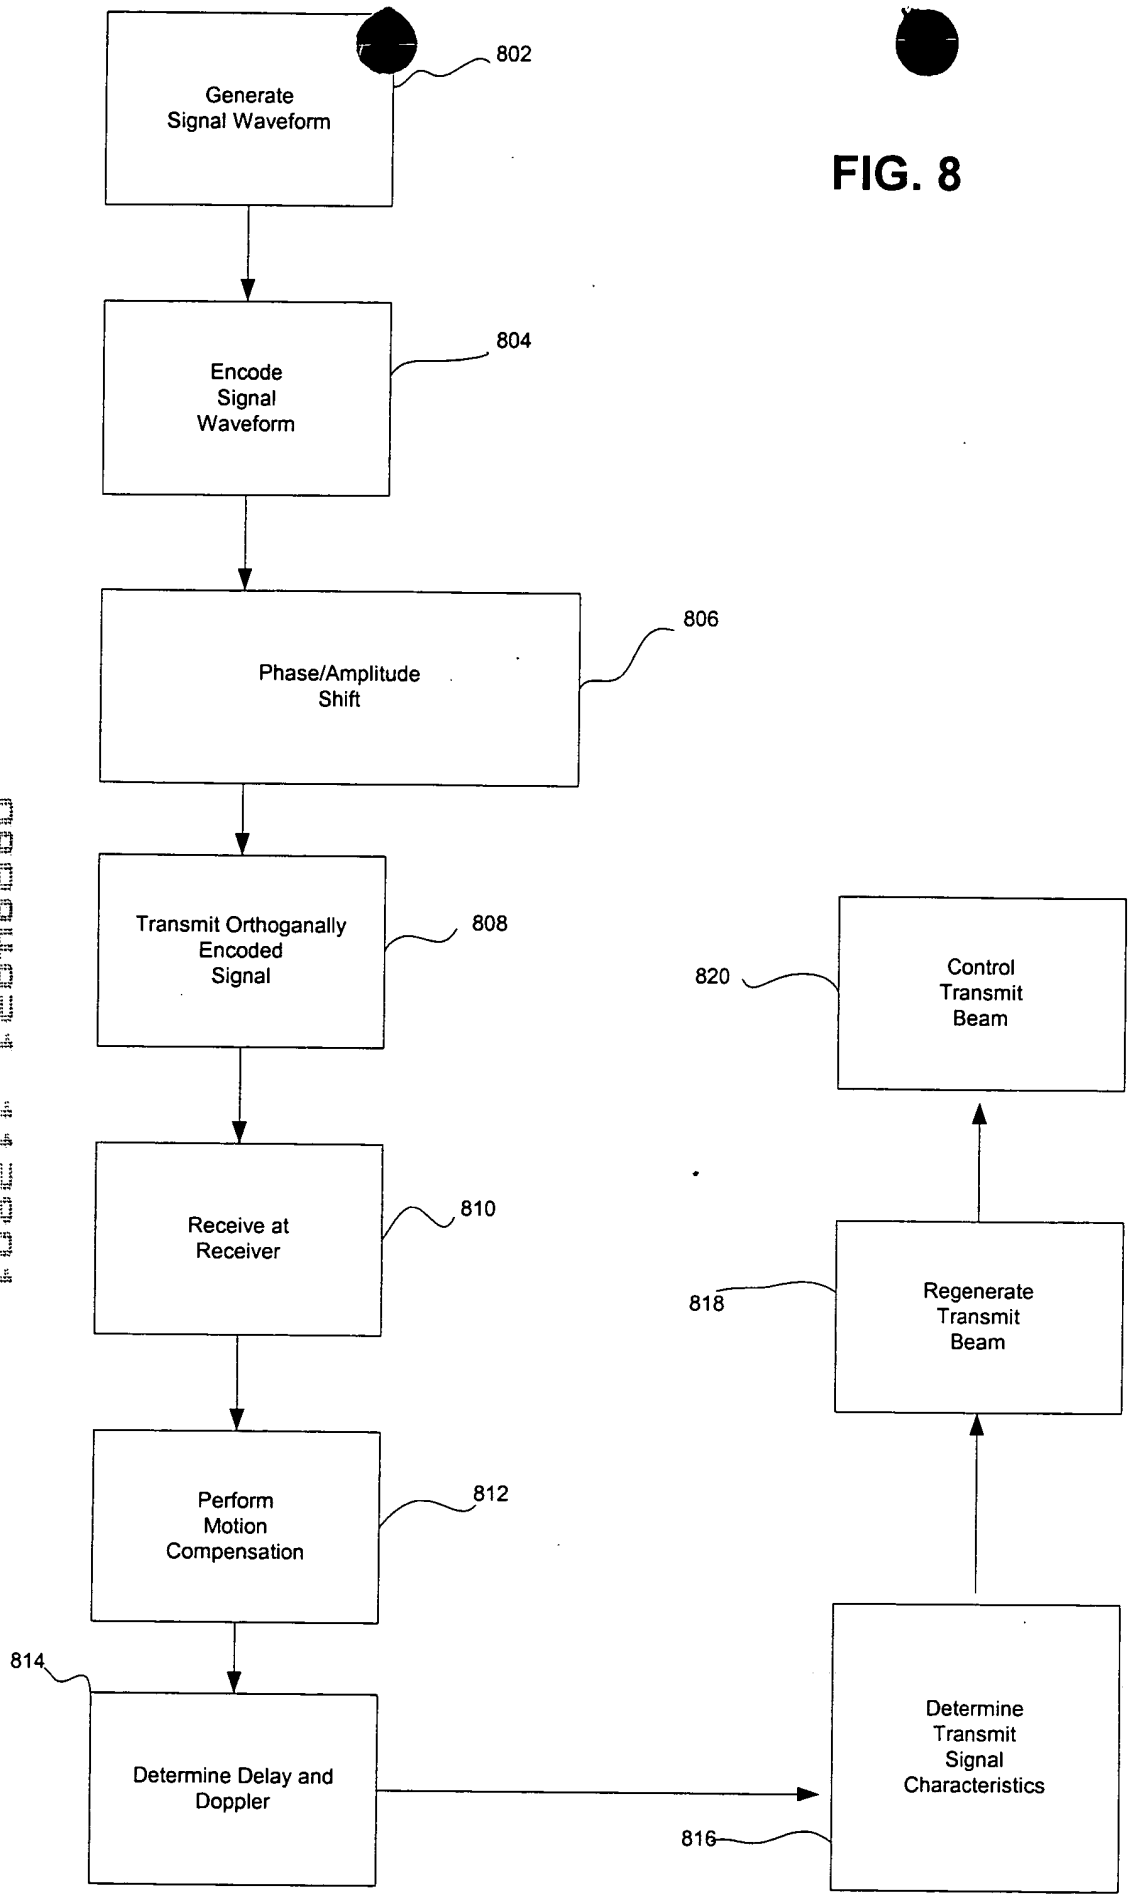 802
Generate
Signal Waveform
FIG. 8
804
Encode
Signal
Waveform
806
Phase/Amplitude
Shift
808
Transmit Orthoganally
Encoded
Signal
810
Receive at
Receiver
812
Perform
Motion
Compensation
814
Determine Delay and
Doppler
816
Determine
Transmit
Signal
Characteristics
818
Regenerate
Transmit
Beam
820
Control
Transmit
Beam